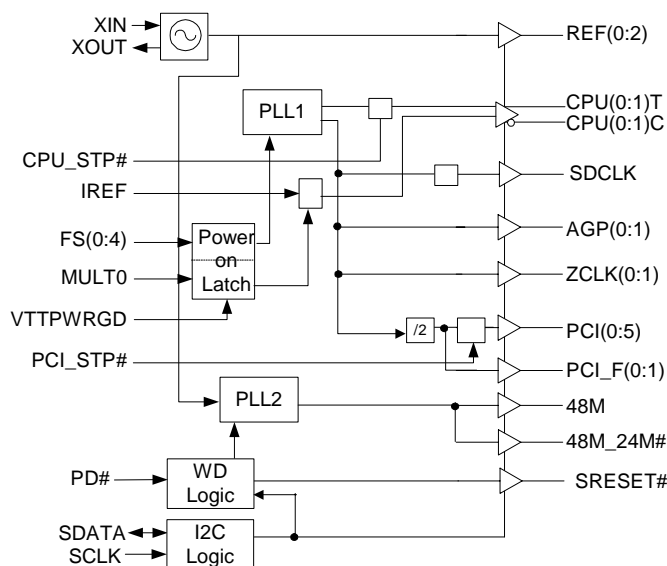 XIN
XOUT
REF(0:2)
PLL1
CPU(0:1)T
CPU(0:1)C
CPU_STP#
IREF
SDCLK
FS(0:4)
Power
on
Latch
AGP(0:1)
MULT0
ZCLK(0:1)
VTTPWRGD
/2
PCI(0:5)
PCI_STP#
PCI_F(0:1)
PLL2
48M
48M_24M#
PD#
WD
Logic
SRESET#
SDATA
SCLK
I2C
Logic